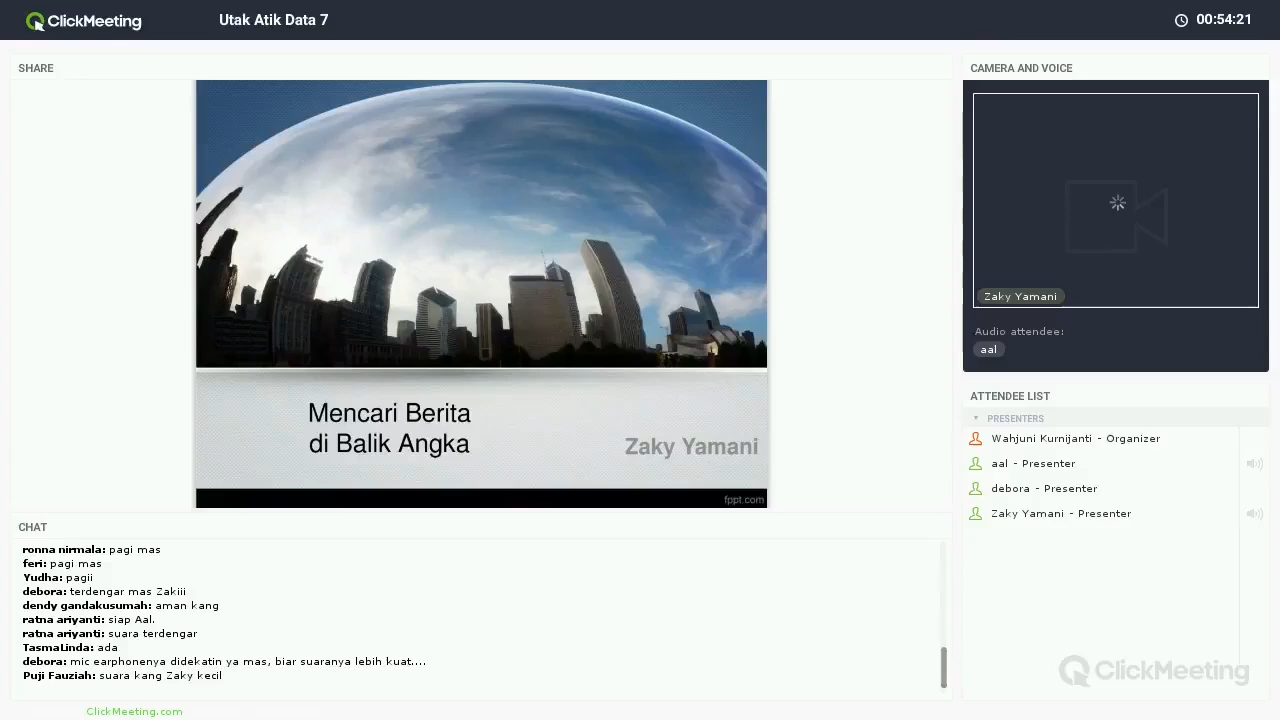 ClickMeeting
Utak Atik Data 7
00:54:21
SHARE
Mencari Berita
di Balik Angka
Zaky Yamani
fppt.com
CHAT
ronna nirmala: pagi mas
feri: pagi mas
Yudha: pagii
debora: terdengar mas Zakiii
dendy gandakusumah: aman kang
ratna ariyanti: siap Aal.
ratna ariyanti: suara terdengar
TasmaLinda: ada
debora: mic earphonenya didekatin ya mas, biar suaranya lebih kuat....
Puji Fauziah: suara kang Zaky kecil
ClickMeeting.com
CAMERA AND VOICE
Zaky Yamani
Audio attendee:
aal
ATTENDEE LIST
PRESENTERS
Wahjuni Kurnijanti - Organizer
aal - Presenter
debora - Presenter
Zaky Yamani - Presenter
ClickMeeting